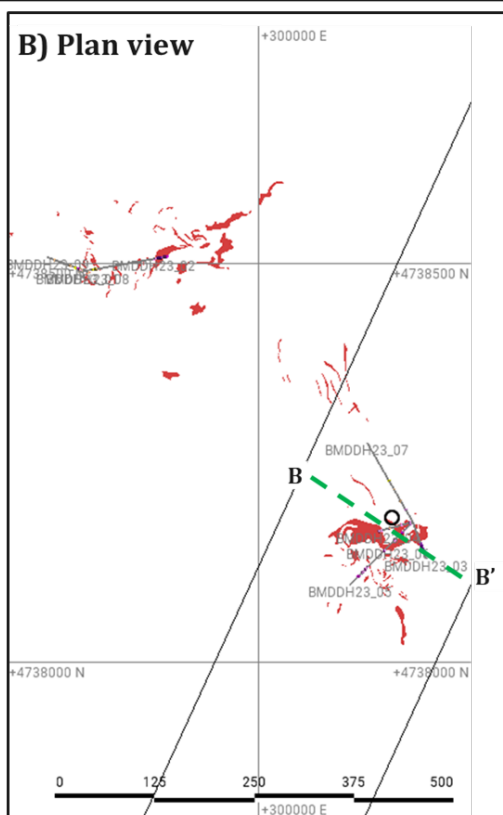 B) Plan view
+300000 E
BMDDH23_02
+4738500 N
BMDDH23_07
B
BMDDH23_03
B'
BMDDH23_05
+4738000 N
+4738000 N
0 125 250 375 500
+300000 E